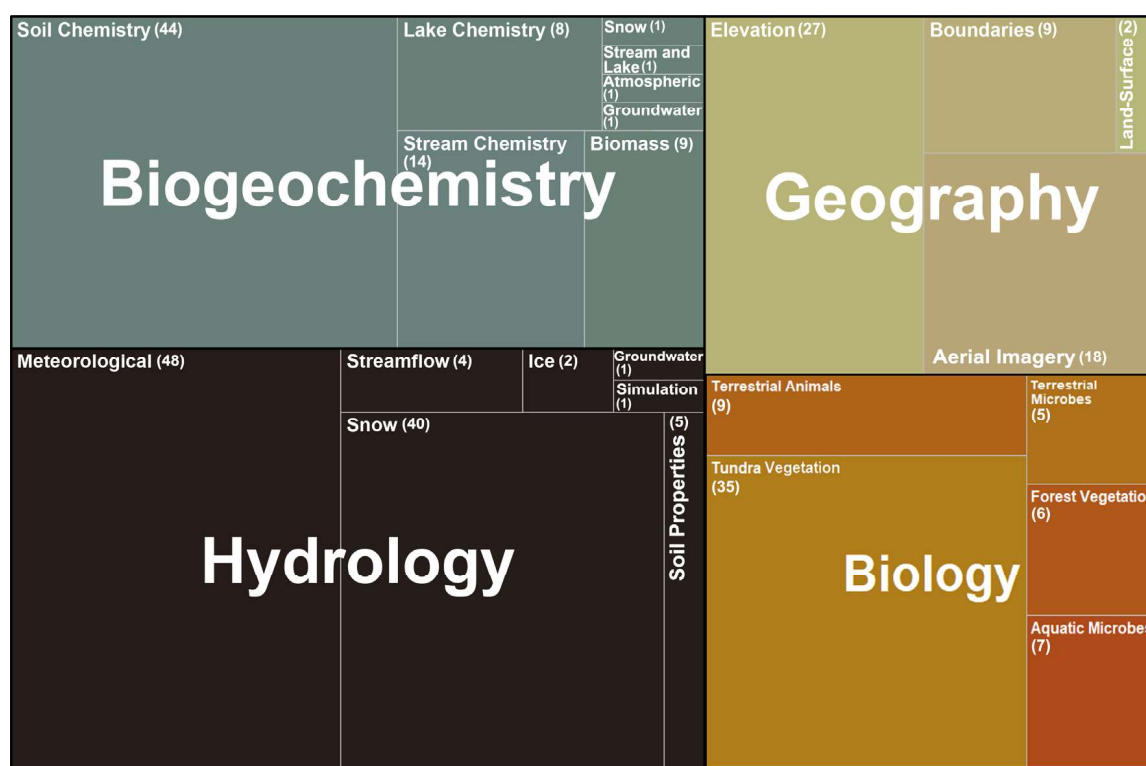 Soil Chemistry (44)
Lake Chemistry (8)
Snow (1)
Stream and
Lake (1)
Atmospheric
(1)
Groundwater
(1)
Stream Chemistry
(14)
Biomass (9)
Biogeochemistry
Elevation (27)
Boundaries (9)
Land-Surface (2)
Geography
Aerial Imagery (18)
Meteorological (48)
Streamflow (4)
Ice (2)
Groundwater
(1)
Simulation
(1)
Snow (40)
Soil Properties (5)
Hydrology
Terrestrial Animals
(9)
Terrestrial
Microbes
(5)
Tundra Vegetation
(35)
Forest Vegetatio
(6)
Biology
Aquatic Microbes
(7)